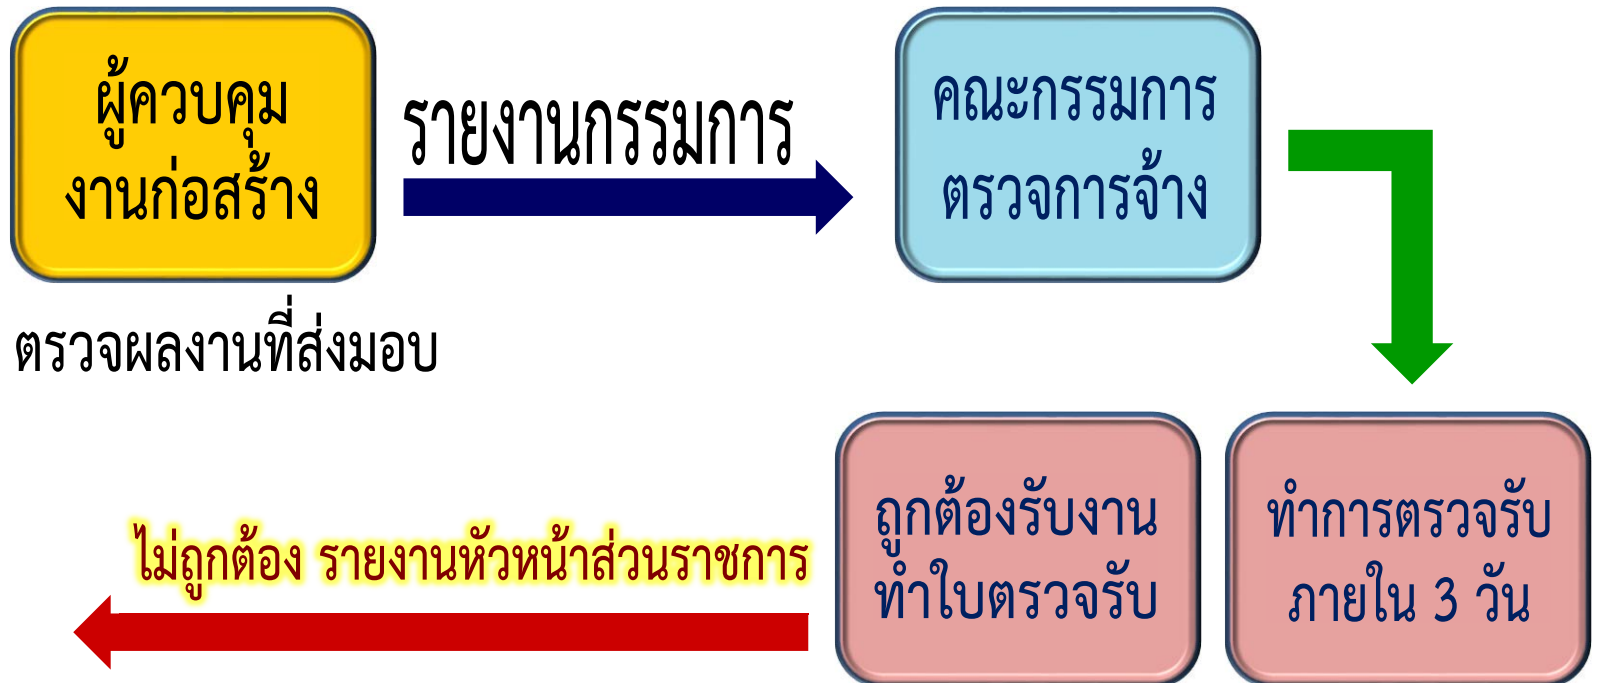 ผู้ควบคุม
งานก่อสร้าง
รายงานกรรมการ
คณะกรรมการ
ตรวจการจ้าง
ตรวจผลงานที่ส่งมอบ
ถูกต้องรับงาน
ทำใบตรวจรับ
ทำการตรวจรับ
ภายใน 3 วัน
ไม่ถูกต้อง รายงานหัวหน้าส่วนราชการ